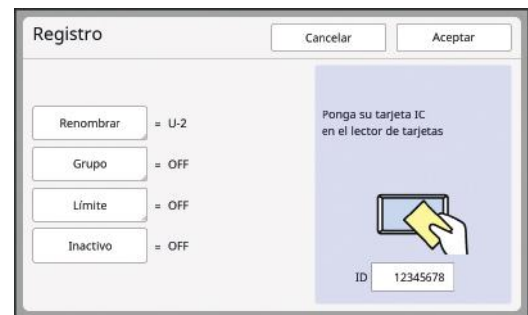 Registro
Cancelar
Aceptar
Renombrar = U-2
Grupo = OFF
Límite = OFF
Inactivo = OFF
Ponga su tarjeta IC
en el lector de tarjetas
ID 12345678